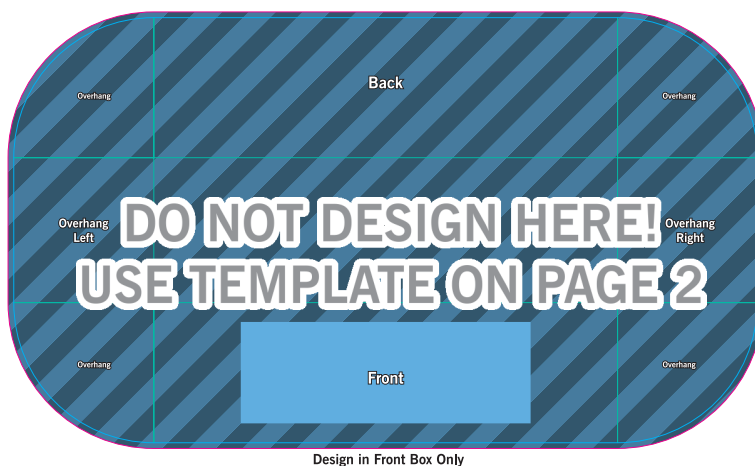 Back
Overhang
Overhang
Overhang
Left
DO NOT DESIGN HERE!
Overhang
Right
USE TEMPLATE ON PAGE 2
Overhang
Front
Overhang
Design in Front Box Only